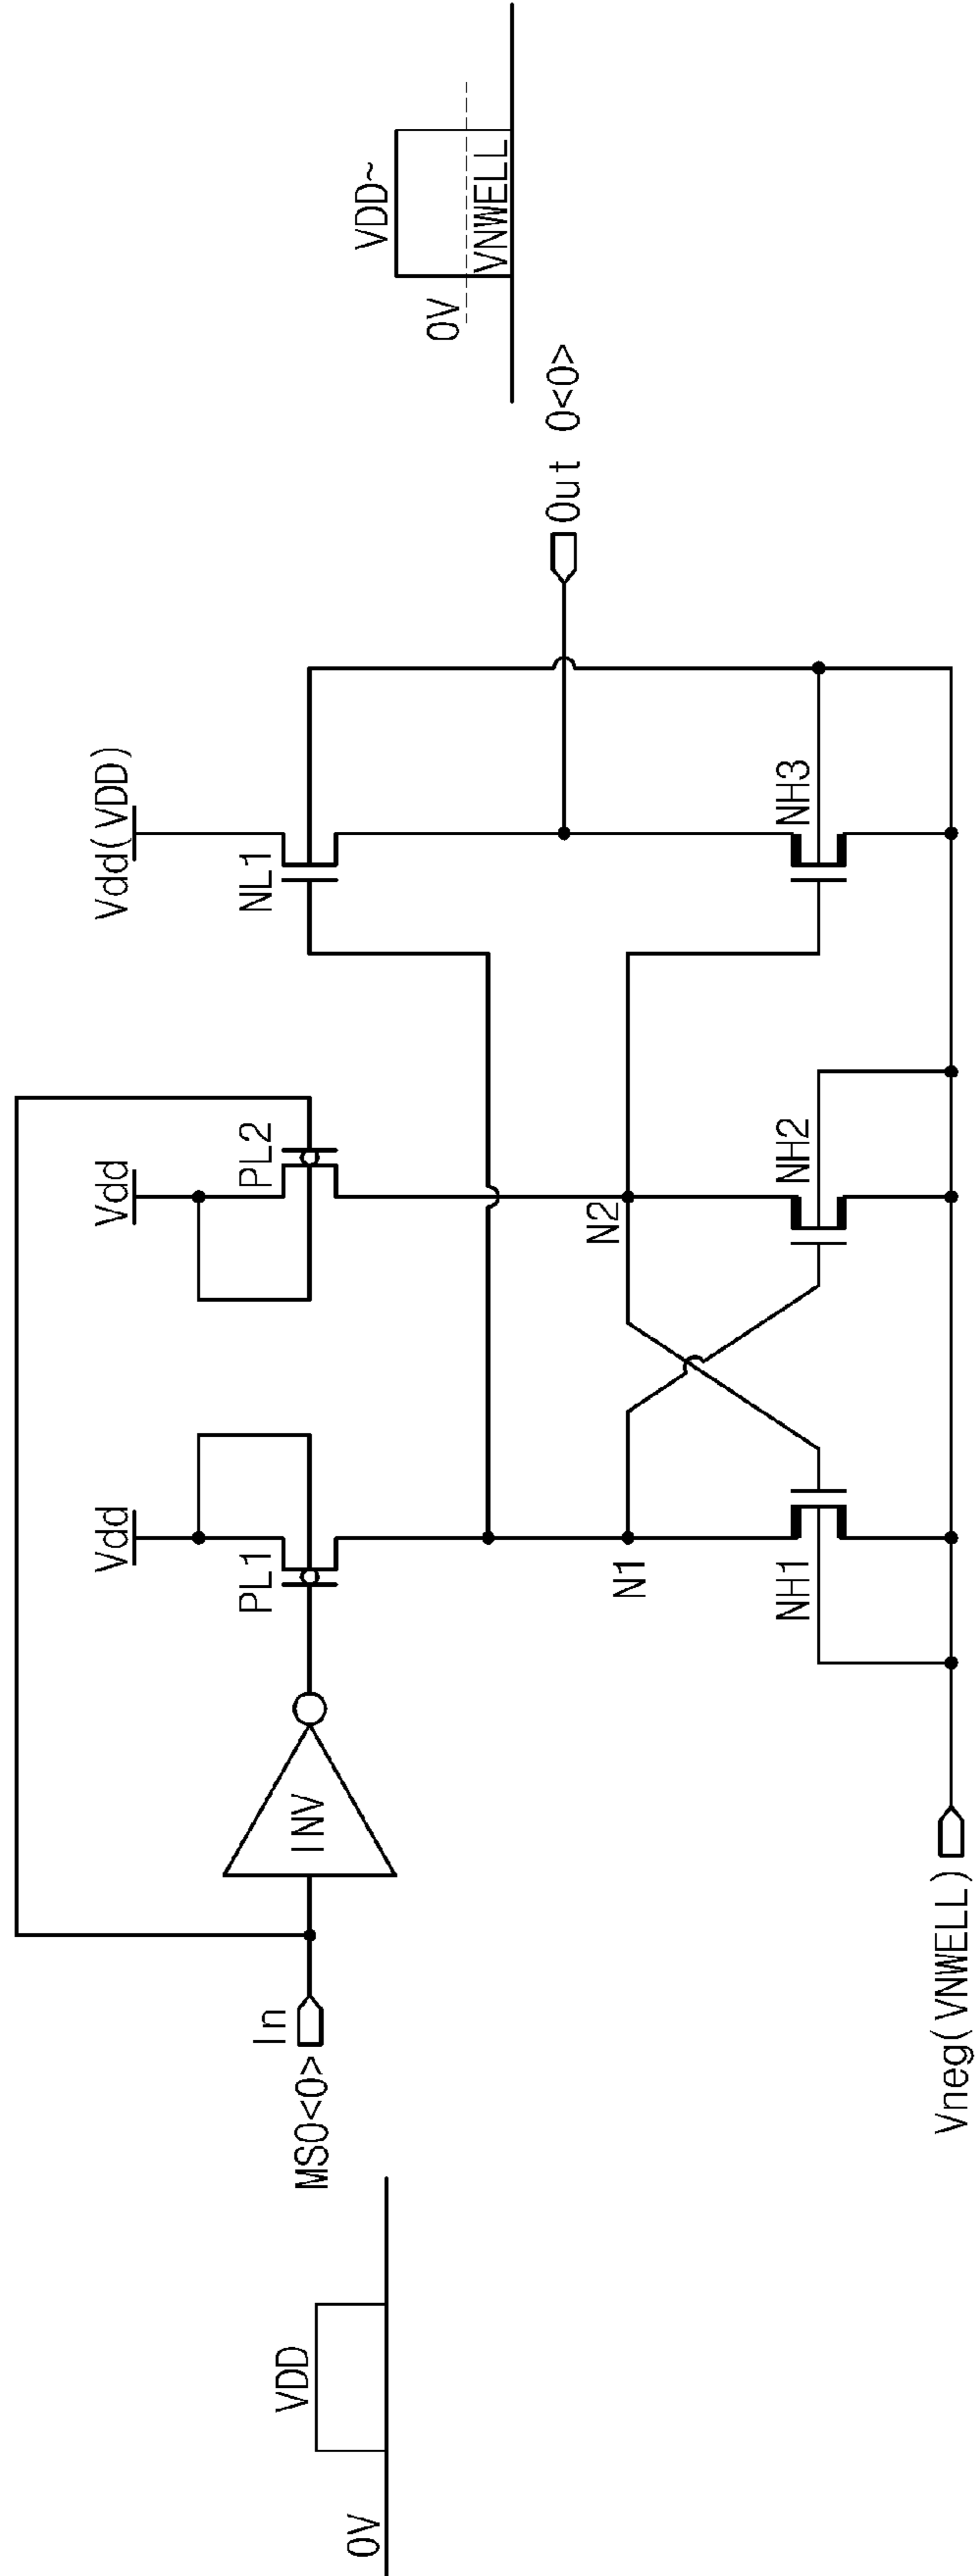 0V
VDD
MS0<0>
In
INV
Vdd
PL1
Vdd
PL2
Vdd(VDD)
NL1
N1
N2
NH1
NH2
NH3
Vneg(VNWELL)
Out 0<0>
0V
VDD~
VNWELL